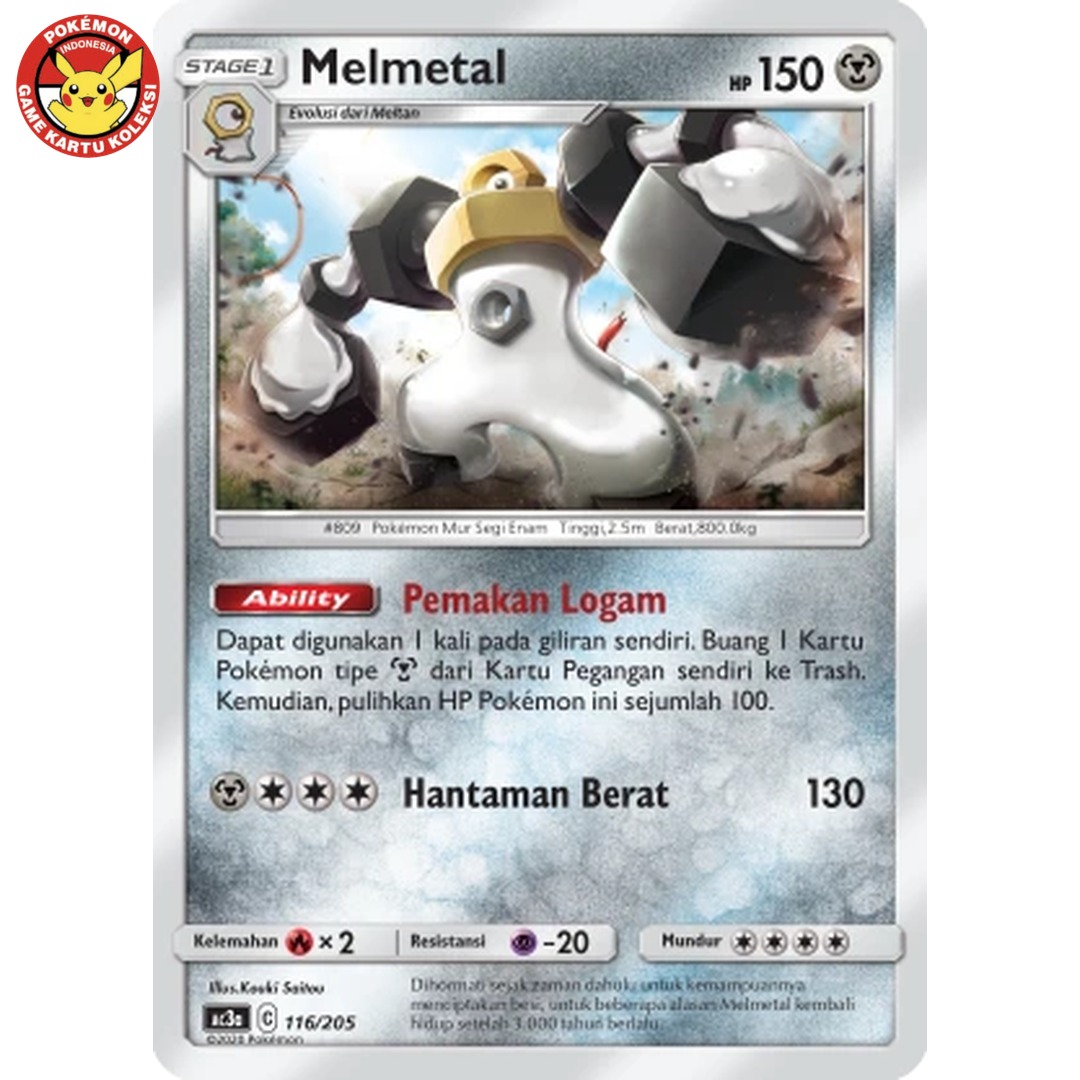 POKÉMON
INDONESIA
GAME KARTU KOLEKSI
STAGE 1 Melmetal HP 150
Evolusi dari Meltan
#809 Pokémon Mur Segi Enam Tinggi,2.5m Berat,800.0kg
Ability Pemakan Logam
Dapat digunakan 1 kali pada giliran sendiri. Buang 1 Kartu
Pokémon tipe dari Kartu Pegangan sendiri ke Trash.
Kemudian, pulihkan HP Pokémon ini sejumlah 100.
Hantaman Berat 130
Kelemahan ×2 Resistansi -20 Mundur
Illus.Kouki Saitou
Dihormati sejak zaman dahulu untuk kemampuannya
menciptakan besi, untuk beberapa alasan Melmetal kembali
hidup setelah 3.000 tahun berlalu.
C 116/205
©2020 Pokémon